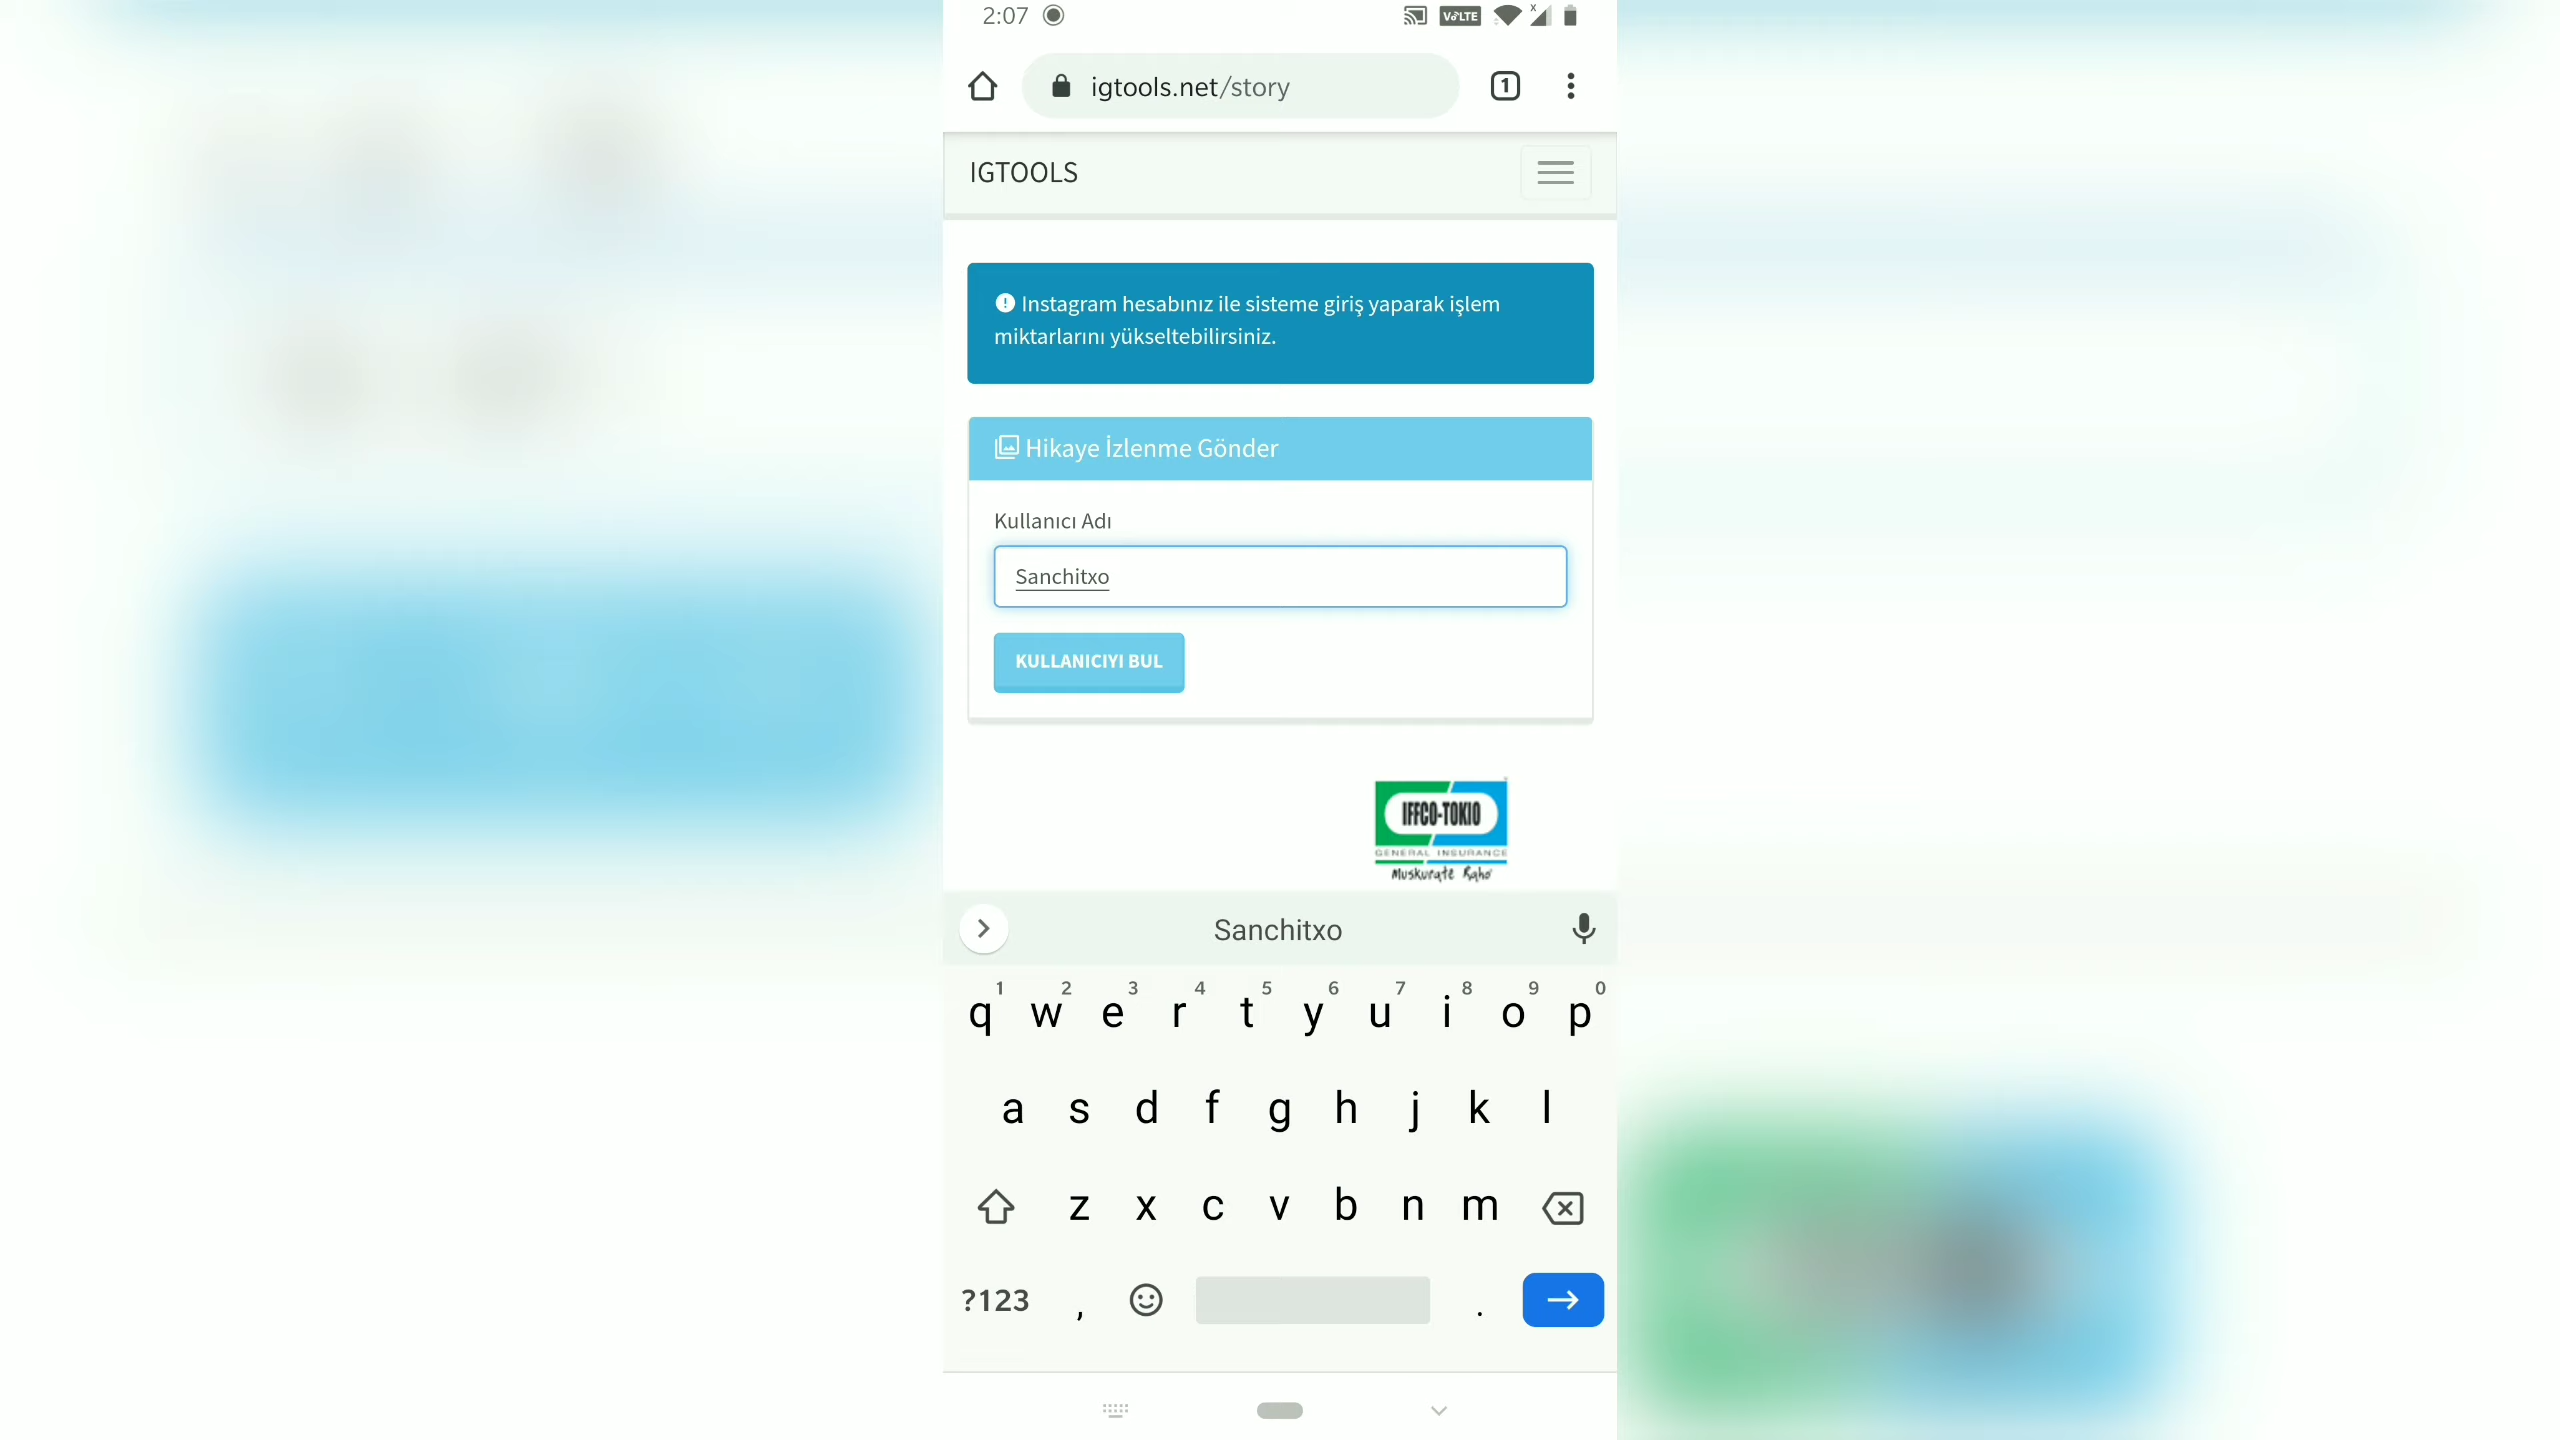 2:07
VoLTE
x
igtools.net/story
1
IGTOOLS
Instagram hesabınız ile sisteme giriş yaparak işlem
miktarlarını yükseltebilirsiniz.
Hikaye İzlenme Gönder
Kullanıcı Adı
Sanchitxo
KULLANICIYI BUL
IFFCO-TOKIO
GENERAL INSURANCE
Muskurate Raho
Sanchitxo
1 2 3 4 5 6 7 8 9 0
q w e r t y u i o p
a s d f g h j k l
z x c v b n m
?123 , .